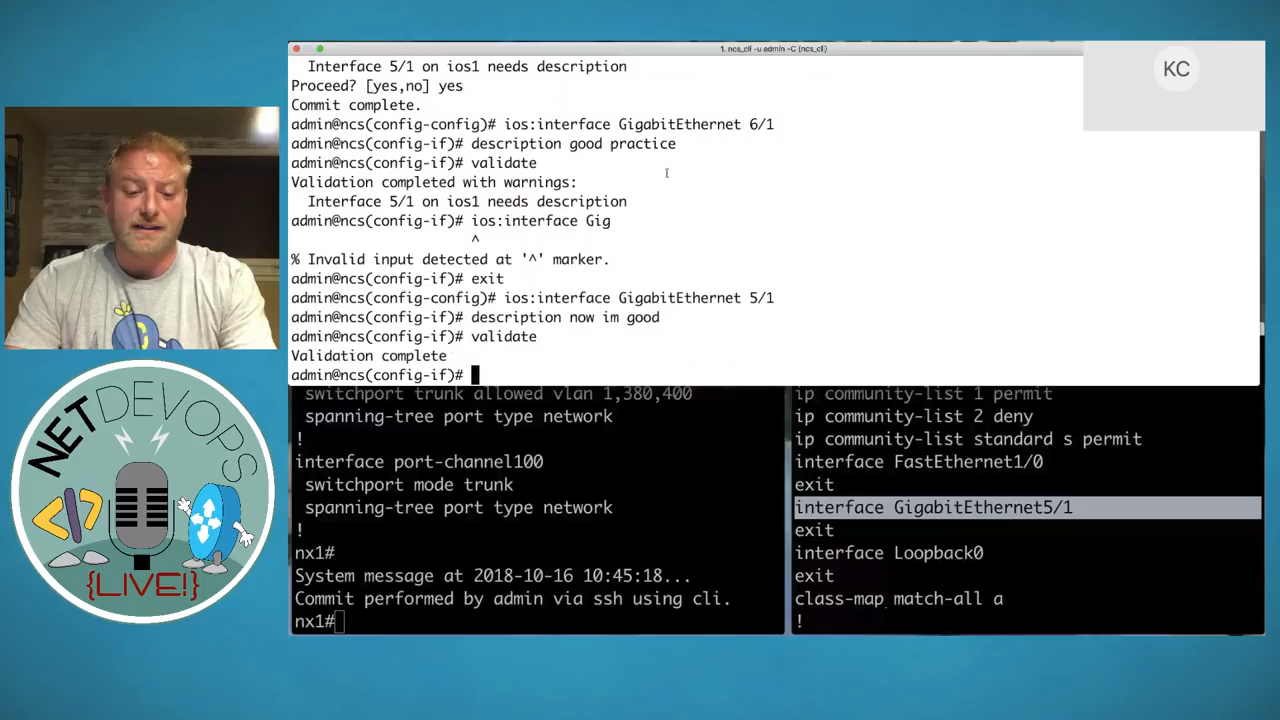 1. ncs_cli -u admin -C (ncs_cli)
Interface 5/1 on ios1 needs description
Proceed? [yes,no] yes
Commit complete.
admin@ncs(config-config)# ios:interface GigabitEthernet 6/1
admin@ncs(config-if)# description good practice
admin@ncs(config-if)# validate
Validation completed with warnings:
Interface 5/1 on ios1 needs description
admin@ncs(config-if)# ios:interface Gig
^
% Invalid input detected at '^' marker.
admin@ncs(config-if)# exit
admin@ncs(config-config)# ios:interface GigabitEthernet 5/1
admin@ncs(config-if)# description now im good
admin@ncs(config-if)# validate
Validation complete
admin@ncs(config-if)#
KC
switchport trunk allowed vlan 1,380,400
spanning-tree port type network
!
interface port-channel100
switchport mode trunk
spanning-tree port type network
!
nx1#
System message at 2018-10-16 10:45:18...
Commit performed by admin via ssh using cli.
nx1#
ip community-list 1 permit
ip community-list 2 deny
ip community-list standard s permit
interface FastEthernet1/0
exit
interface GigabitEthernet5/1
exit
interface Loopback0
exit
class-map match-all a
!
NETDEVOPS
</>
{LIVE!}